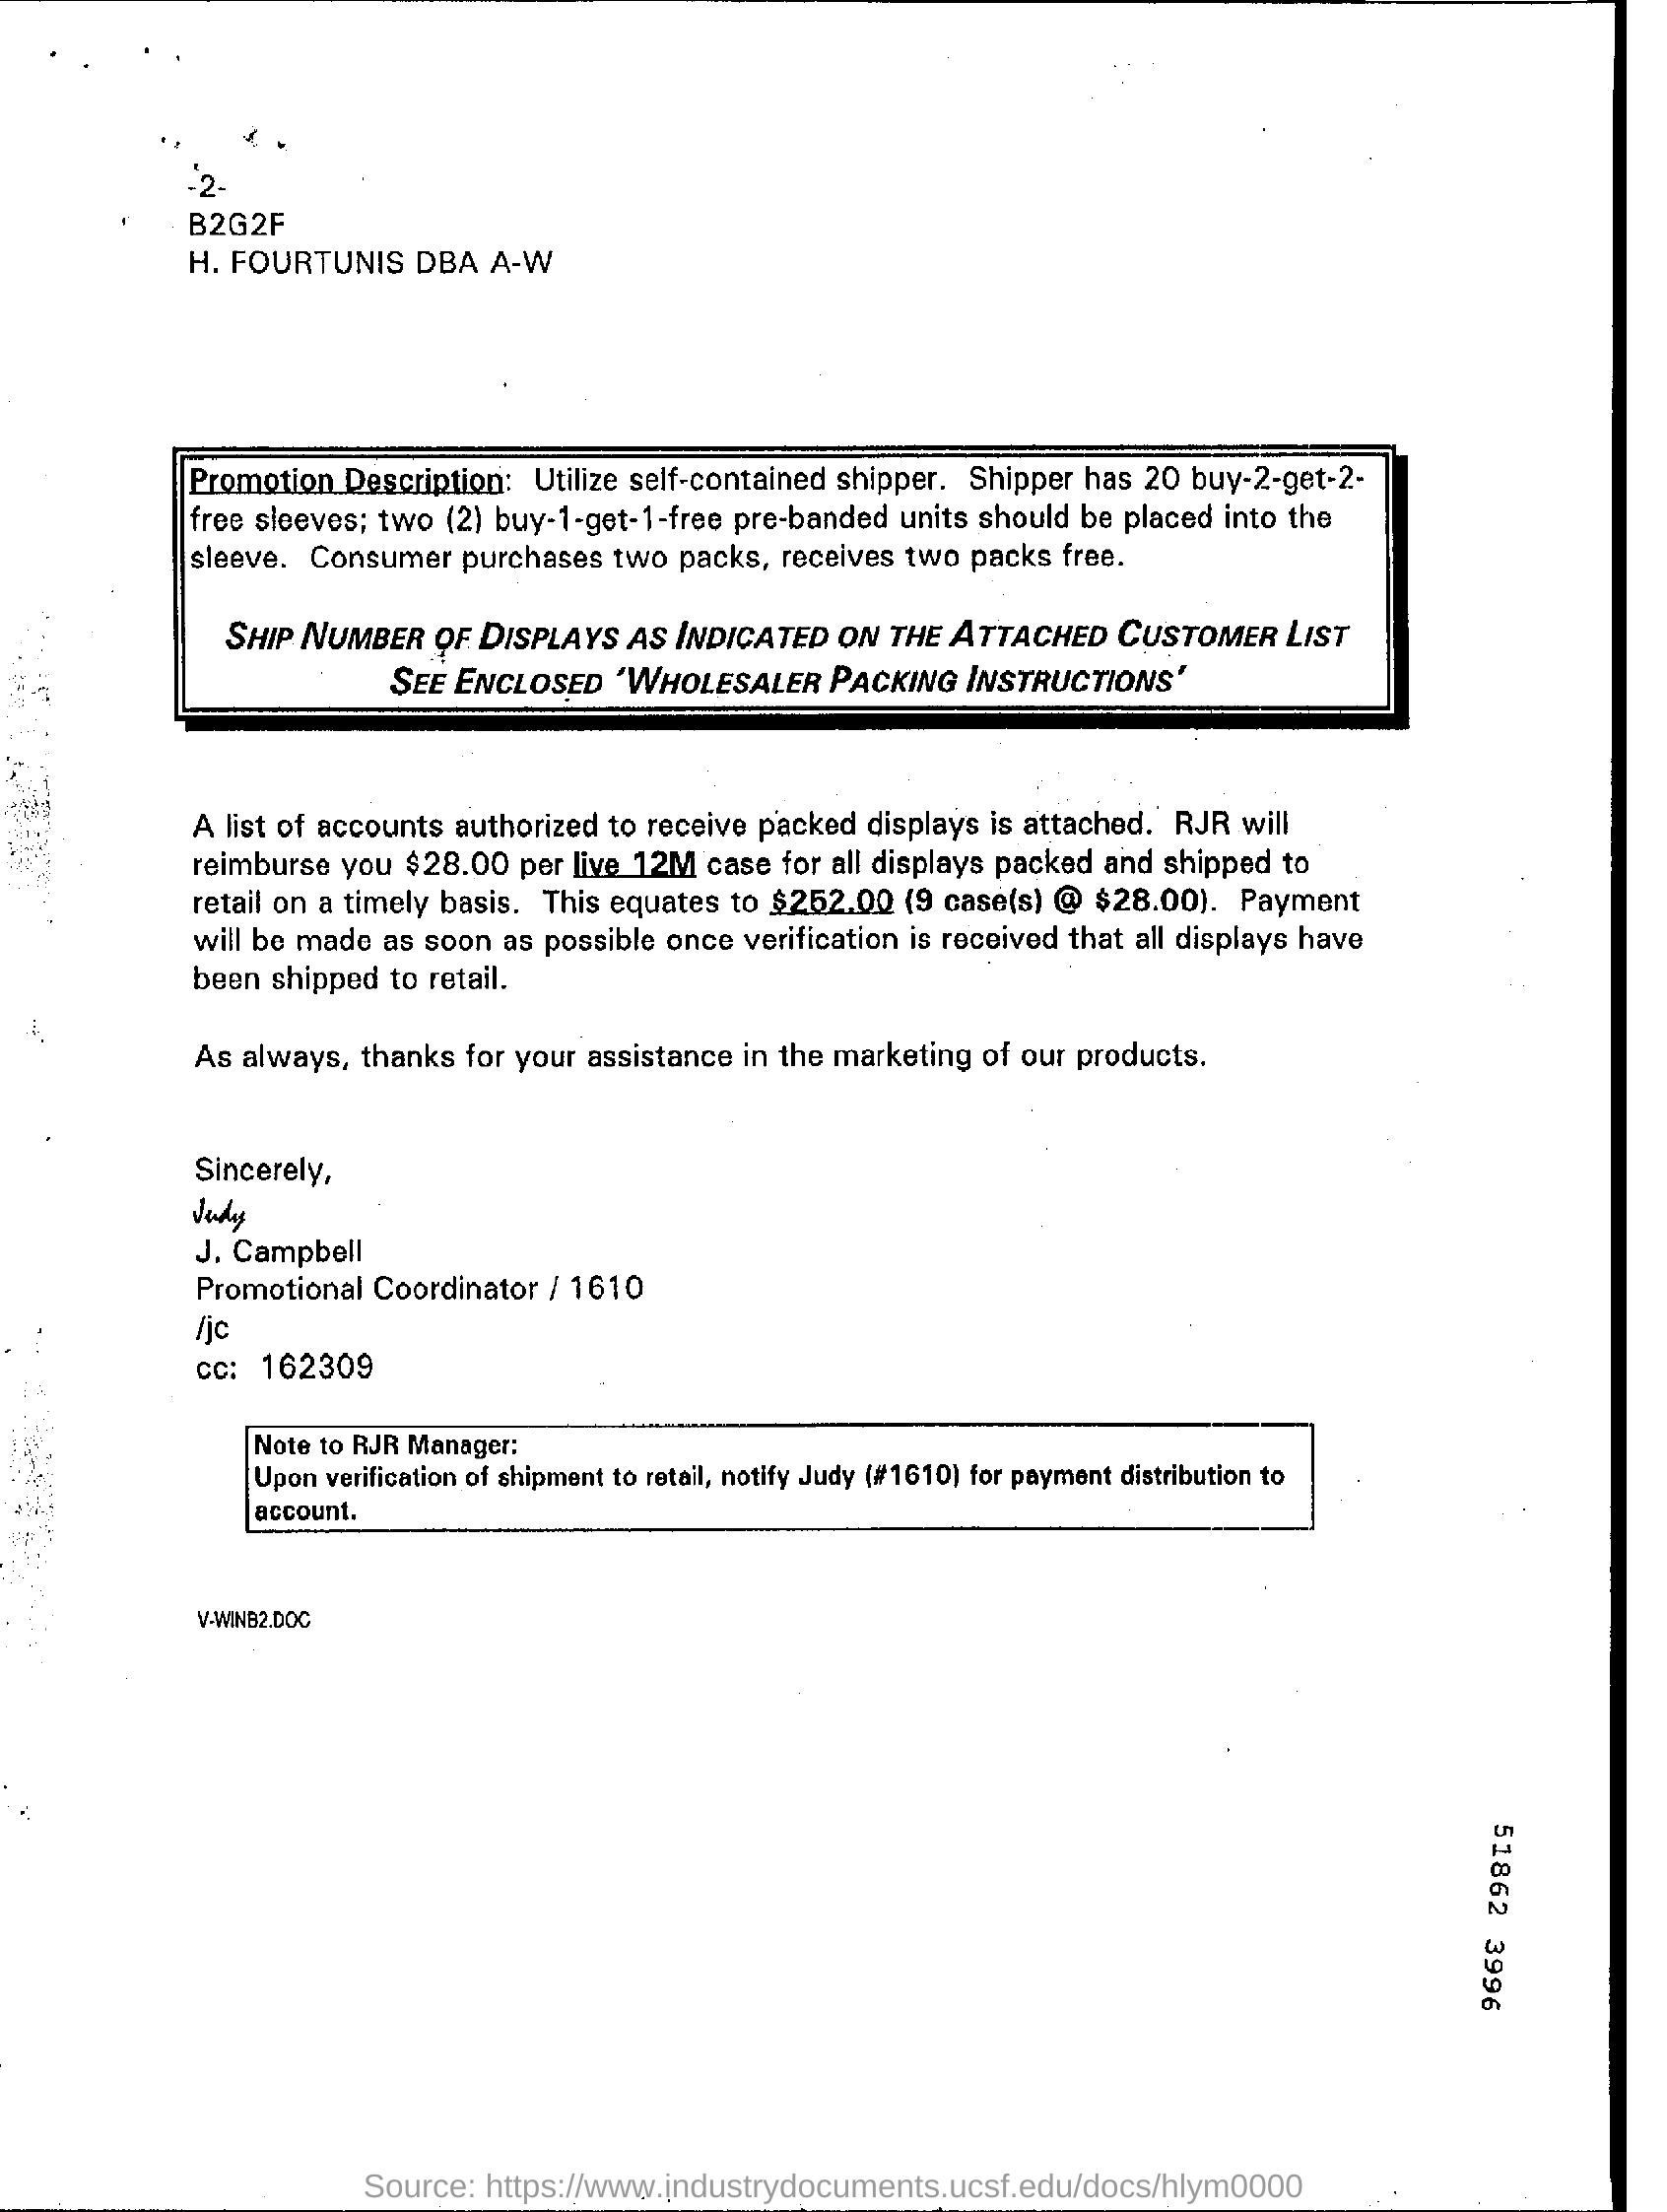 -2-
B2G2F
H. FOURTUNIS DBA A-W
Promotion Description: Utilize self-contained shipper. Shipper has 20 buy-2-get-2-
free sleeves; two (2) buy-1-get-1-free pre-banded units should be placed into the
sleeve. Consumer purchases two packs, receives two packs free.
SHIP NUMBER OF DISPLAYS AS INDICATED ON THE ATTACHED CUSTOMER LIST
SEE ENCLOSED 'WHOLESALER PACKING INSTRUCTIONS'
A list of accounts authorized to receive packed displays is attached. RJR will
reimburse you $28.00 per live 12M case for all displays packed and shipped to
retail on a timely basis. This equates to $252.00 (9 case(s) @ $28.00). Payment
will be made as soon as possible once verification is received that all displays have
been shipped to retail.
As always, thanks for your assistance in the marketing of our products.
Sincerely,
Judy
J. Campbell
Promotional Coordinator / 1610
/jc
cc: 162309
Note to RJR Manager:
Upon verification of shipment to retail, notify Judy (#1610) for payment distribution to
account.
V-WINB2.DOC
51862 3996
Source: https://www.industrydocuments.ucsf.edu/docs/hlym0000